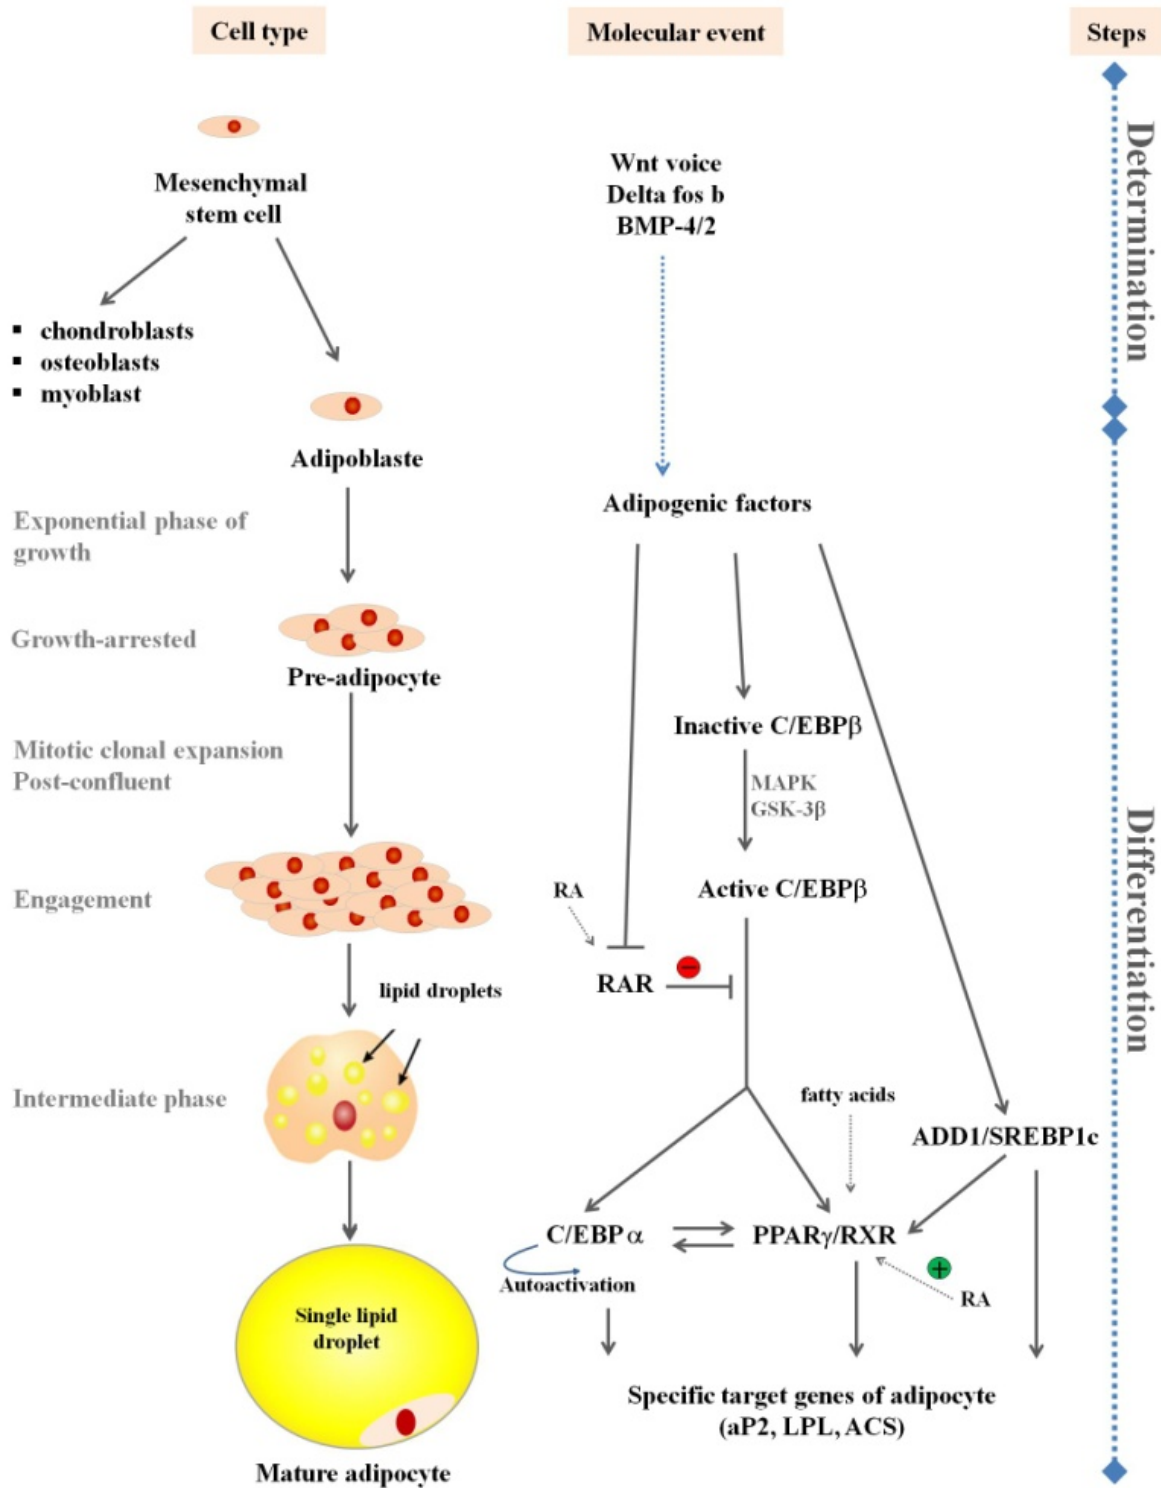 Cell type
Molecular event
Steps
Mesenchymal
stem cell
▪ chondroblasts
▪ osteoblasts
▪ myoblast
Adipoblaste
Exponential phase of
growth
Growth-arrested
Pre-adipocyte
Mitotic clonal expansion
Post-confluent
Engagement
lipid droplets
Intermediate phase
Single lipid
droplet
Mature adipocyte
Wnt voice
Delta fos b
BMP-4/2
Adipogenic factors
Inactive C/EBPβ
MAPK
GSK-3β
Active C/EBPβ
RA
RAR
−
fatty acids
ADD1/SREBP1c
C/EBP α
PPARγ/RXR
Autoactivation
+
RA
Specific target genes of adipocyte
(aP2, LPL, ACS)
Determination
Differentiation